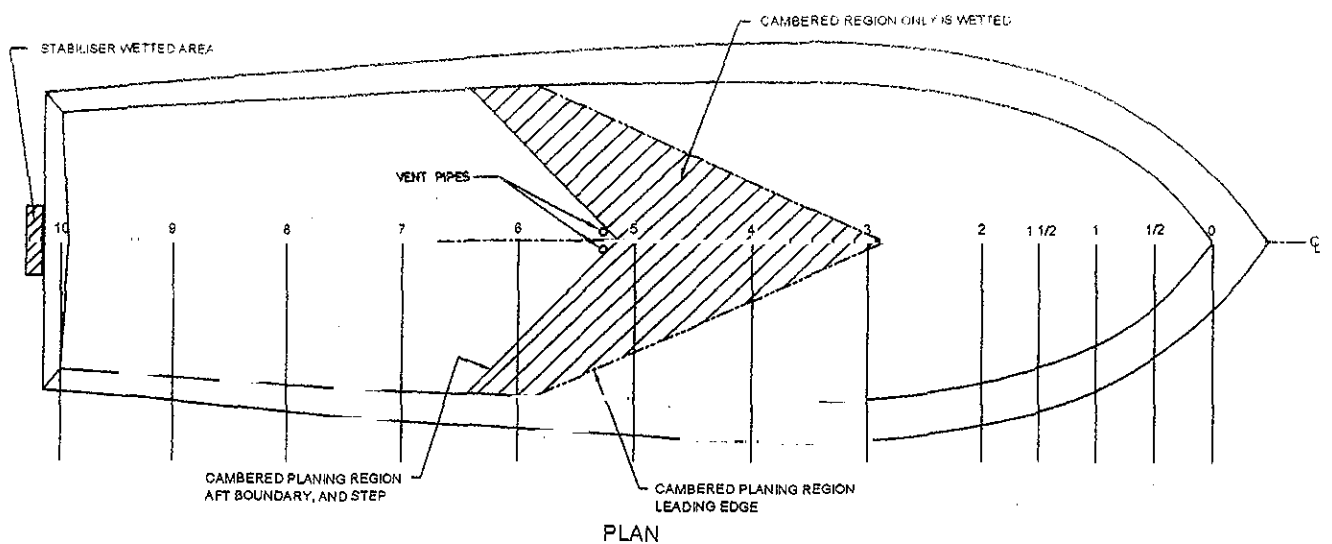 CAMBERED REGION ONLY IS WETTED
STABILISER WETTED AREA
VENT PIPES
10 9 8 7 6 5 4 3 2 1 1/2 1 1/2 0 ℄
CAMBERED PLANING REGION
AFT BOUNDARY, AND STEP
CAMBERED PLANING REGION
LEADING EDGE
PLAN